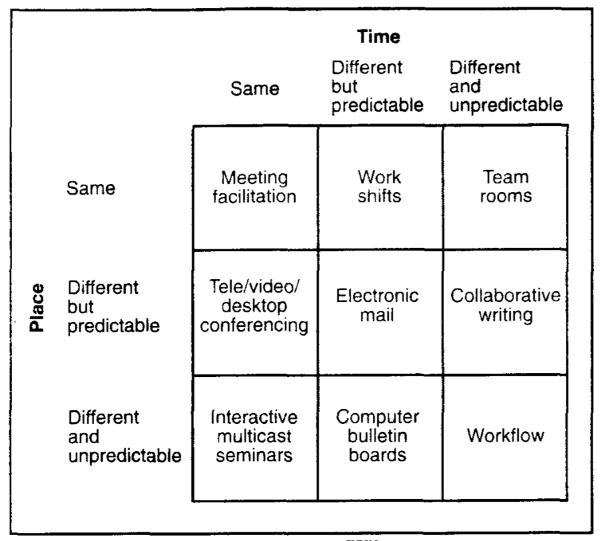 Time
Same
Different
but
predictable
Different
and
unpredictable
Place
Same
Meeting
facilitation
Work
shifts
Team
rooms
Different
but
predictable
Tele/video/
desktop
conferencing
Electronic
mail
Collaborative
writing
Different
and
unpredictable
Interactive
multicast
seminars
Computer
bulletin
boards
Workflow